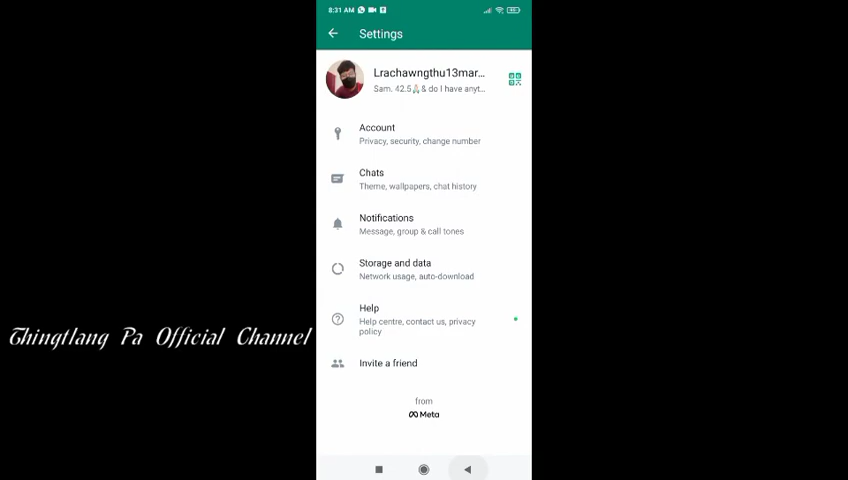 8:31 AM
Settings
Lrachawngthu13mar...
Sam. 42.5🙏🏻& do I have anyt...
Account
Privacy, security, change number
Chats
Theme, wallpapers, chat history
Notifications
Message, group & call tones
Storage and data
Network usage, auto-download
Help
Help centre, contact us, privacy
policy
Thingtlang Pa Official Channel
Invite a friend
from
Meta